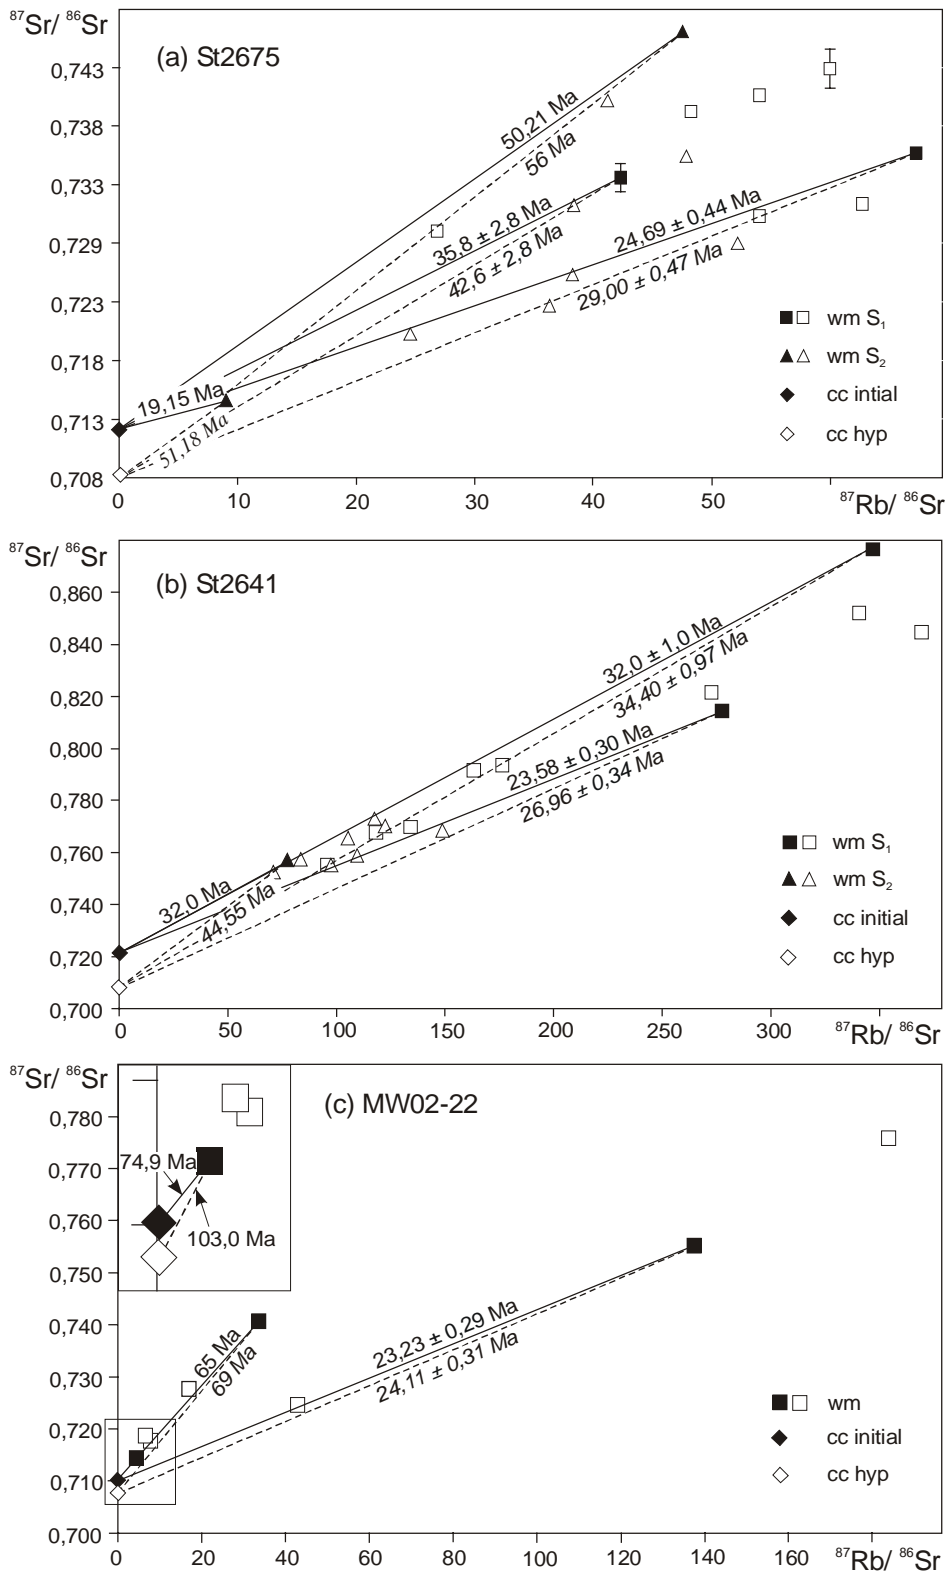 ⁸⁷Sr/ ⁸⁶Sr
(a) St2675
0,743
0,738
0,733
0,729
0,723
0,718
0,713
0,708
50,21 Ma
56 Ma
35,8 ± 2,8 Ma
42,6 ± 2,8 Ma
24,69 ± 0,44 Ma
29,00 ± 0,47 Ma
19,15 Ma
51,18 Ma
wm S₁
wm S₂
cc intial
cc hyp
0 10 20 30 40 50 ⁸⁷Rb/ ⁸⁶Sr
⁸⁷Sr/ ⁸⁶Sr
(b) St2641
0,860
0,840
0,820
0,800
0,780
0,760
0,740
0,720
0,700
32,0 ± 1,0 Ma
34,40 ± 0,97 Ma
23,58 ± 0,30 Ma
26,96 ± 0,34 Ma
32,0 Ma
44,55 Ma
wm S₁
wm S₂
cc initial
cc hyp
0 50 100 150 200 250 300 ⁸⁷Rb/ ⁸⁶Sr
⁸⁷Sr/ ⁸⁶Sr
(c) MW02-22
0,780
0,770
0,760
0,750
0,740
0,730
0,720
0,710
0,700
74,9 Ma
103,0 Ma
65 Ma
69 Ma
23,23 ± 0,29 Ma
24,11 ± 0,31 Ma
wm
cc initial
cc hyp
0 20 40 60 80 100 120 140 160 ⁸⁷Rb/ ⁸⁶Sr